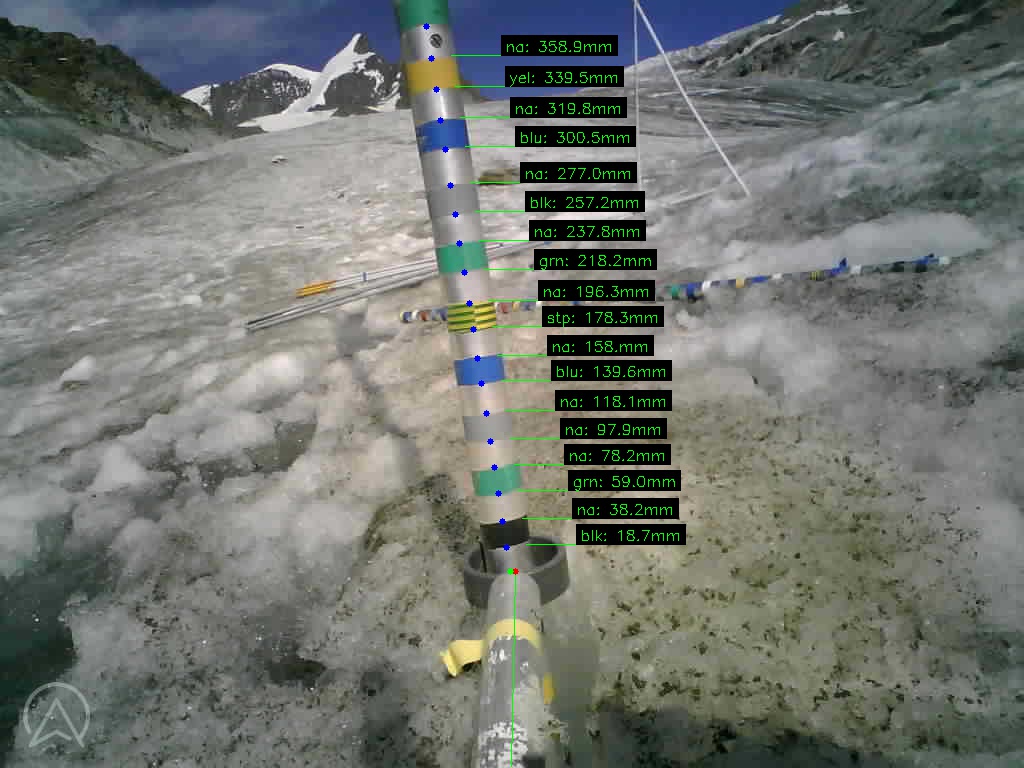 na: 358.9mm
yel: 339.5mm
na: 319.8mm
blu: 300.5mm
na: 277.0mm
blk: 257.2mm
na: 237.8mm
grn: 218.2mm
na: 196.3mm
stp: 178.3mm
na: 158.mm
blu: 139.6mm
na: 118.1mm
na: 97.9mm
na: 78.2mm
grn: 59.0mm
na: 38.2mm
blk: 18.7mm